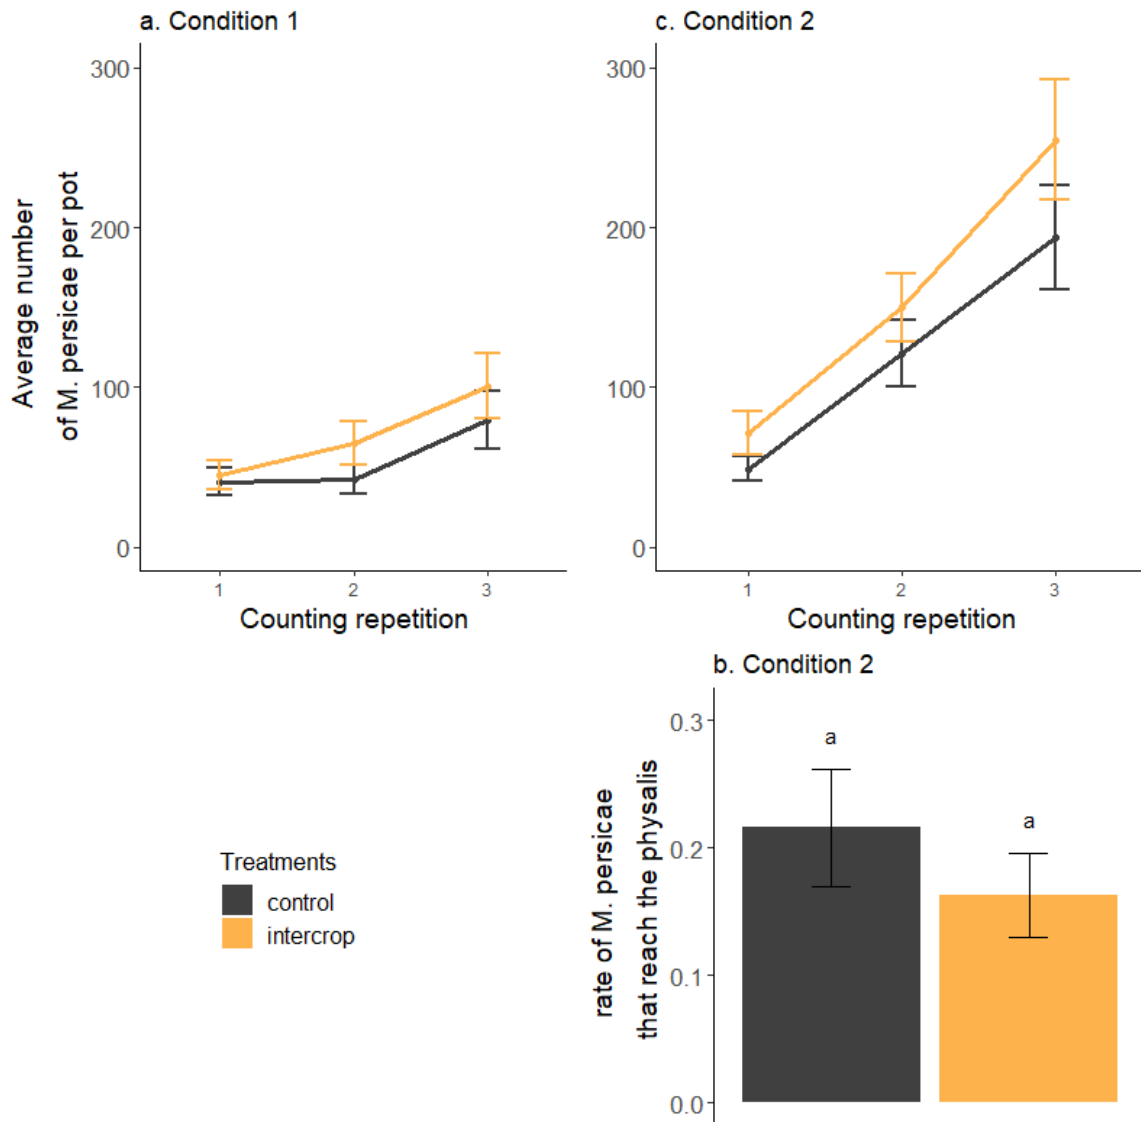 a. Condition 1
Average number
of M. persicae per pot
300
200
100
0
1 2 3
Counting repetition
c. Condition 2
300
200
100
0
1 2 3
Counting repetition
Treatments
control
intercrop
b. Condition 2
rate of M. persicae
that reach the physalis
0.3
0.2
0.1
0.0
a
a